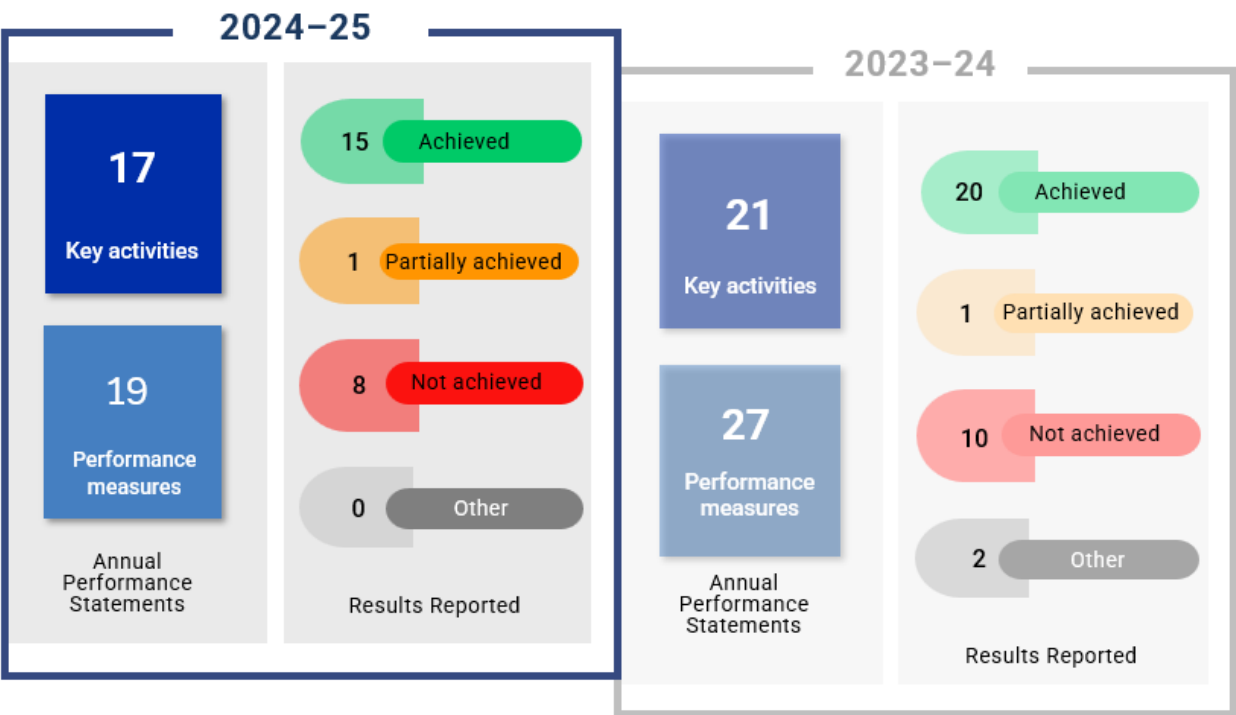 2024–25
17
Key activities
19
Performance
measures
Annual
Performance
Statements
15 Achieved
1 Partially achieved
8 Not achieved
0 Other
Results Reported
2023–24
21
Key activities
27
Performance
measures
Annual
Performance
Statements
20 Achieved
1 Partially achieved
10 Not achieved
2 Other
Results Reported